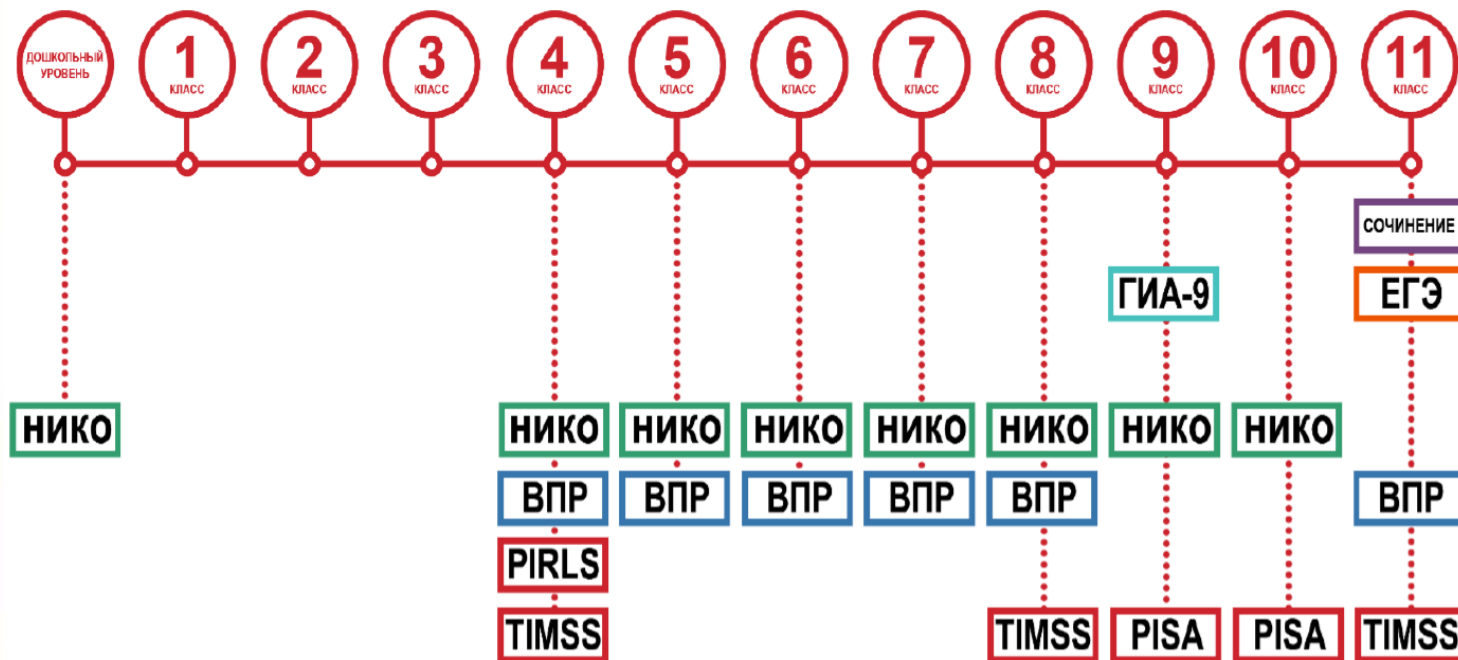 ДОШКОЛЬНЫЙ
УРОВЕНЬ
1
КЛАСС
2
КЛАСС
3
КЛАСС
4
КЛАСС
5
КЛАСС
6
КЛАСС
7
КЛАСС
8
КЛАСС
9
КЛАСС
10
КЛАСС
11
КЛАСС
СОЧИНЕНИЕ
ГИА-9
ЕГЭ
НИКО
НИКО
НИКО
НИКО
НИКО
НИКО
НИКО
НИКО
ВПР
ВПР
ВПР
ВПР
ВПР
ВПР
PIRLS
TIMSS
TIMSS
PISA
PISA
TIMSS